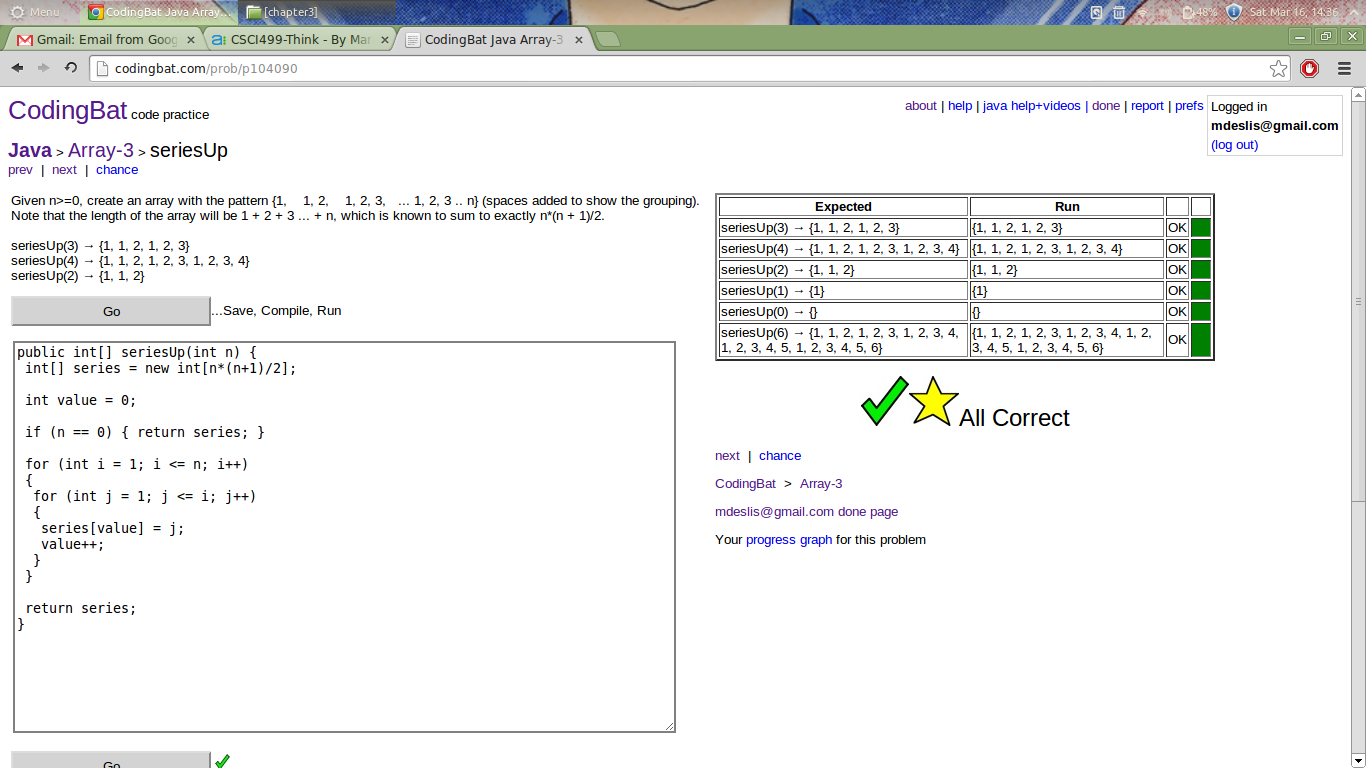 Menu
CodingBat Java Array...
[chapter3]
48%
Sat Mar 16, 14:36
Gmail: Email from Goog
CSCI499-Think - By Mar
CodingBat Java Array-3
codingbat.com/prob/p104090
CodingBat code practice
about | help | java help+videos | done | report | prefs
Logged in
mdeslis@gmail.com
(log out)
Java > Array-3 > seriesUp
prev | next | chance
Given n>=0, create an array with the pattern {1, 1, 2, 1, 2, 3, ... 1, 2, 3 .. n} (spaces added to show the grouping).
Note that the length of the array will be 1 + 2 + 3 ... + n, which is known to sum to exactly n*(n + 1)/2.
seriesUp(3) → {1, 1, 2, 1, 2, 3}
seriesUp(4) → {1, 1, 2, 1, 2, 3, 1, 2, 3, 4}
seriesUp(2) → {1, 1, 2}
Go ...Save, Compile, Run
public int[] seriesUp(int n) {
int[] series = new int[n*(n+1)/2];
int value = 0;
if (n == 0) { return series; }
for (int i = 1; i <= n; i++)
{
for (int j = 1; j <= i; j++)
{
series[value] = j;
value++;
}
}
return series;
}
Go
Expected Run
seriesUp(3) → {1, 1, 2, 1, 2, 3} {1, 1, 2, 1, 2, 3} OK
seriesUp(4) → {1, 1, 2, 1, 2, 3, 1, 2, 3, 4} {1, 1, 2, 1, 2, 3, 1, 2, 3, 4} OK
seriesUp(2) → {1, 1, 2} {1, 1, 2} OK
seriesUp(1) → {1} {1} OK
seriesUp(0) → {} {} OK
seriesUp(6) → {1, 1, 2, 1, 2, 3, 1, 2, 3, 4, {1, 1, 2, 1, 2, 3, 1, 2, 3, 4, 1, 2, OK
1, 2, 3, 4, 5, 1, 2, 3, 4, 5, 6} 3, 4, 5, 1, 2, 3, 4, 5, 6}
All Correct
next | chance
CodingBat > Array-3
mdeslis@gmail.com done page
Your progress graph for this problem